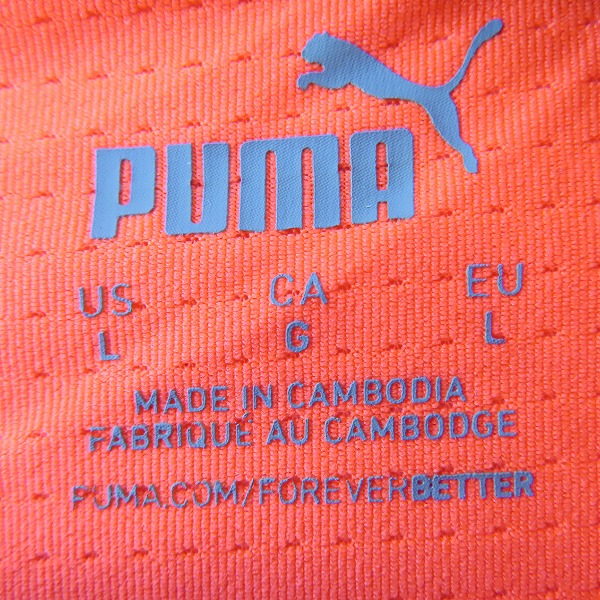 PUMA
US CA EU
L G L
MADE IN CAMBODIA
FABRIQUÉ AU CAMBODGE
PUMA.COM/FOREVERBETTER